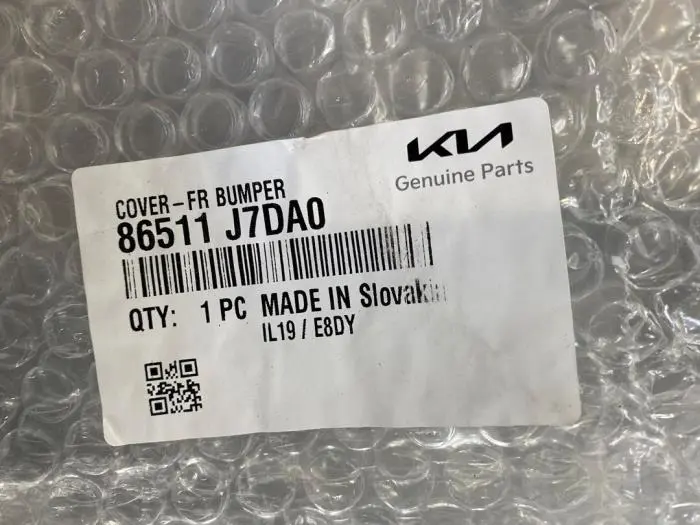 KIA
Genuine Parts
COVER-FR BUMPER
86511 J7DA0
QTY: 1 PC MADE IN Slovakia
IL19 / E8DY